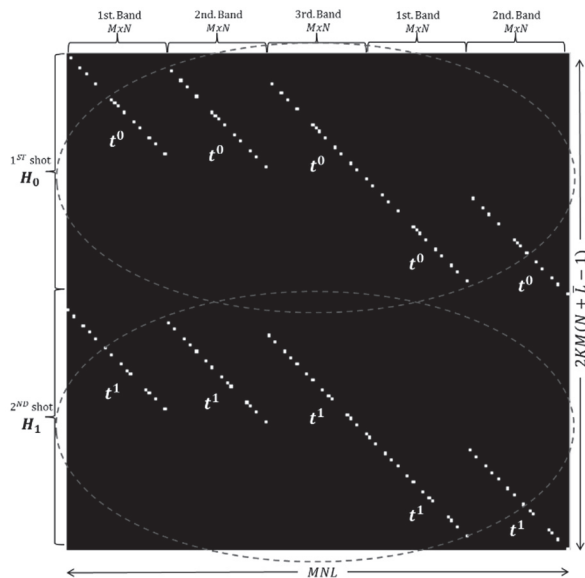 1st. Band 2nd. Band 3rd. Band 1st. Band 2nd. Band
MxN MxN MxN MxN MxN
1ST shot
H0
t0 t0 t0 t0 t0
2ND shot
H1
t1 t1 t1 t1 t1
2KM(N + L − 1)
MNL